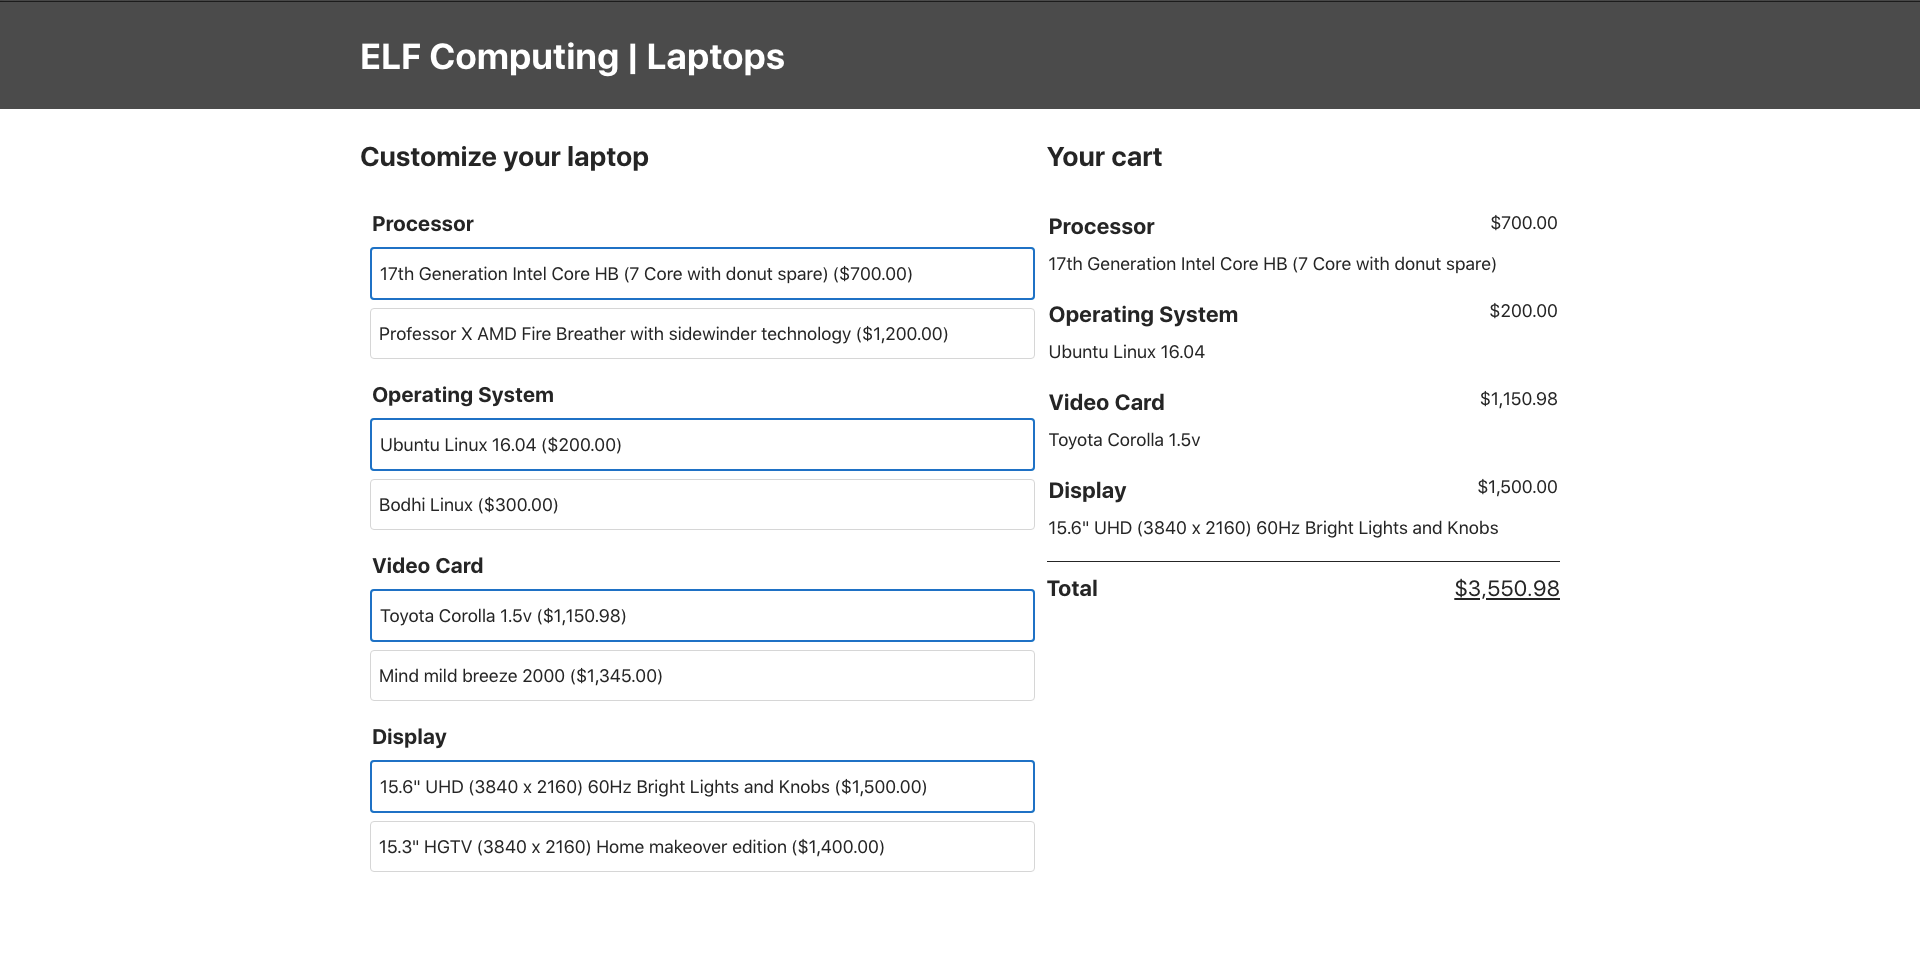 ELF Computing | Laptops
Customize your laptop
Processor
17th Generation Intel Core HB (7 Core with donut spare) ($700.00)
Professor X AMD Fire Breather with sidewinder technology ($1,200.00)
Operating System
Ubuntu Linux 16.04 ($200.00)
Bodhi Linux ($300.00)
Video Card
Toyota Corolla 1.5v ($1,150.98)
Mind mild breeze 2000 ($1,345.00)
Display
15.6" UHD (3840 x 2160) 60Hz Bright Lights and Knobs ($1,500.00)
15.3" HGTV (3840 x 2160) Home makeover edition ($1,400.00)
Your cart
Processor $700.00
17th Generation Intel Core HB (7 Core with donut spare)
Operating System $200.00
Ubuntu Linux 16.04
Video Card $1,150.98
Toyota Corolla 1.5v
Display $1,500.00
15.6" UHD (3840 x 2160) 60Hz Bright Lights and Knobs
Total $3,550.98